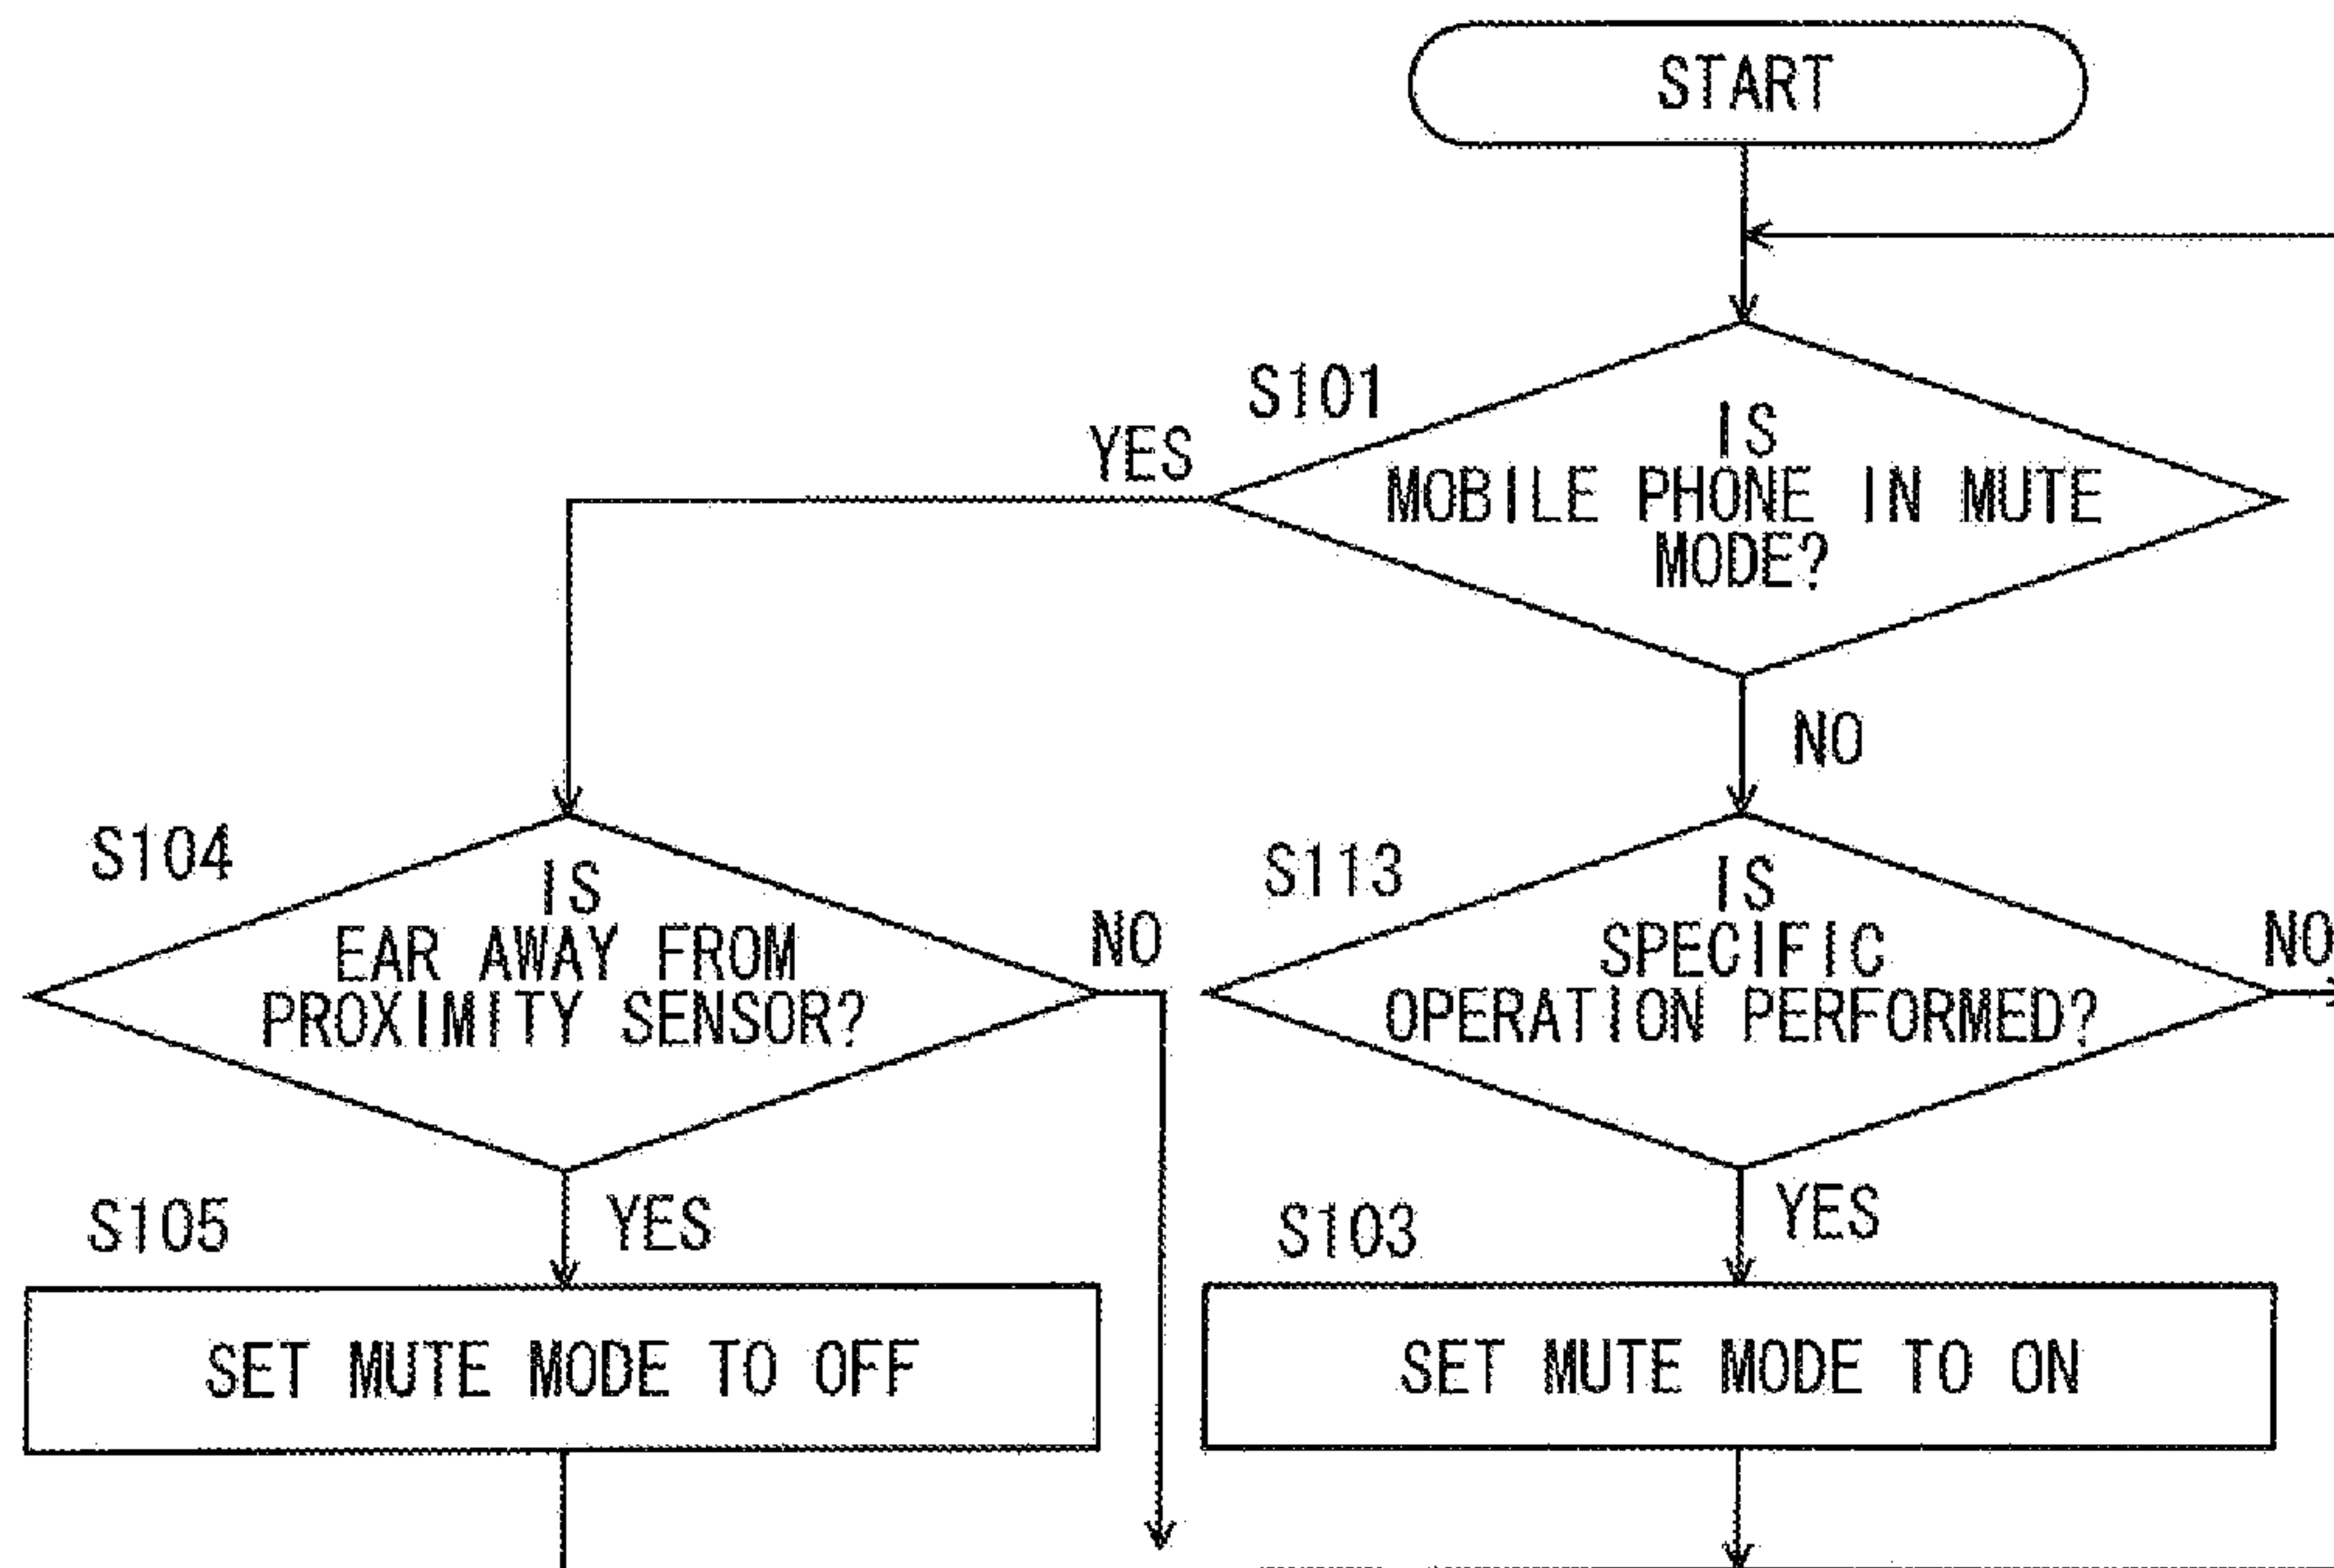 START
S101
YES
IS
MOBILE PHONE IN MUTE
MODE?
NO
S104
IS
EAR AWAY FROM
PROXIMITY SENSOR?
NO
S113
IS
SPECIFIC
OPERATION PERFORMED?
NO
S105
YES
S103
YES
SET MUTE MODE TO OFF
SET MUTE MODE TO ON